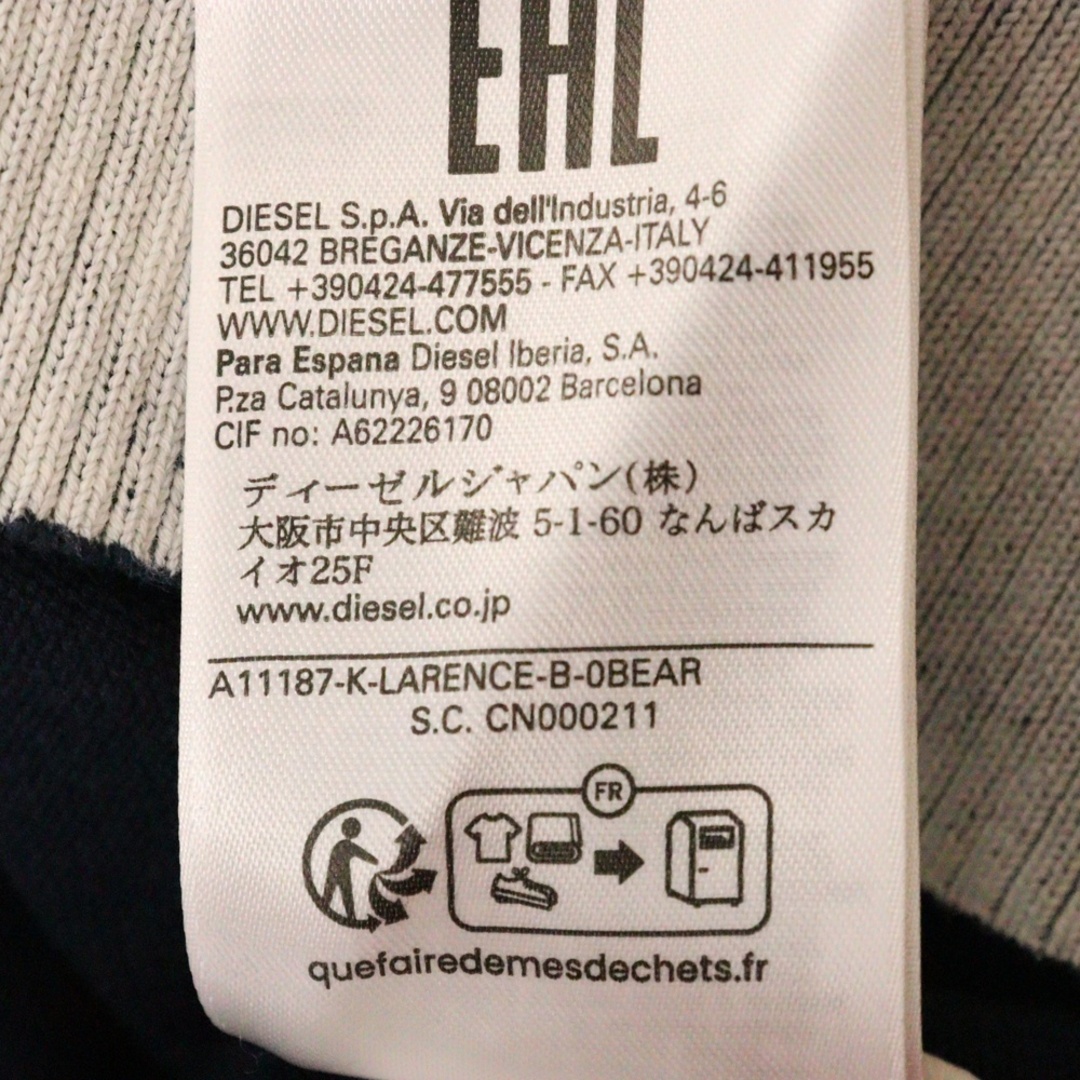 EAC
DIESEL S.p.A. Via dell'Industria, 4-6
36042 BREGANZE-VICENZA-ITALY
TEL +390424-477555 - FAX +390424-411955
WWW.DIESEL.COM
Para Espana Diesel Iberia, S.A.
P.za Catalunya, 9 08002 Barcelona
CIF no: A62226170
ディーゼルジャパン(株)
大阪市中央区難波 5-1-60 なんばスカ
イオ25F
www.diesel.co.jp
A11187-K-LARENCE-B-0BEAR
S.C. CN000211
FR
quefairedemesdechets.fr